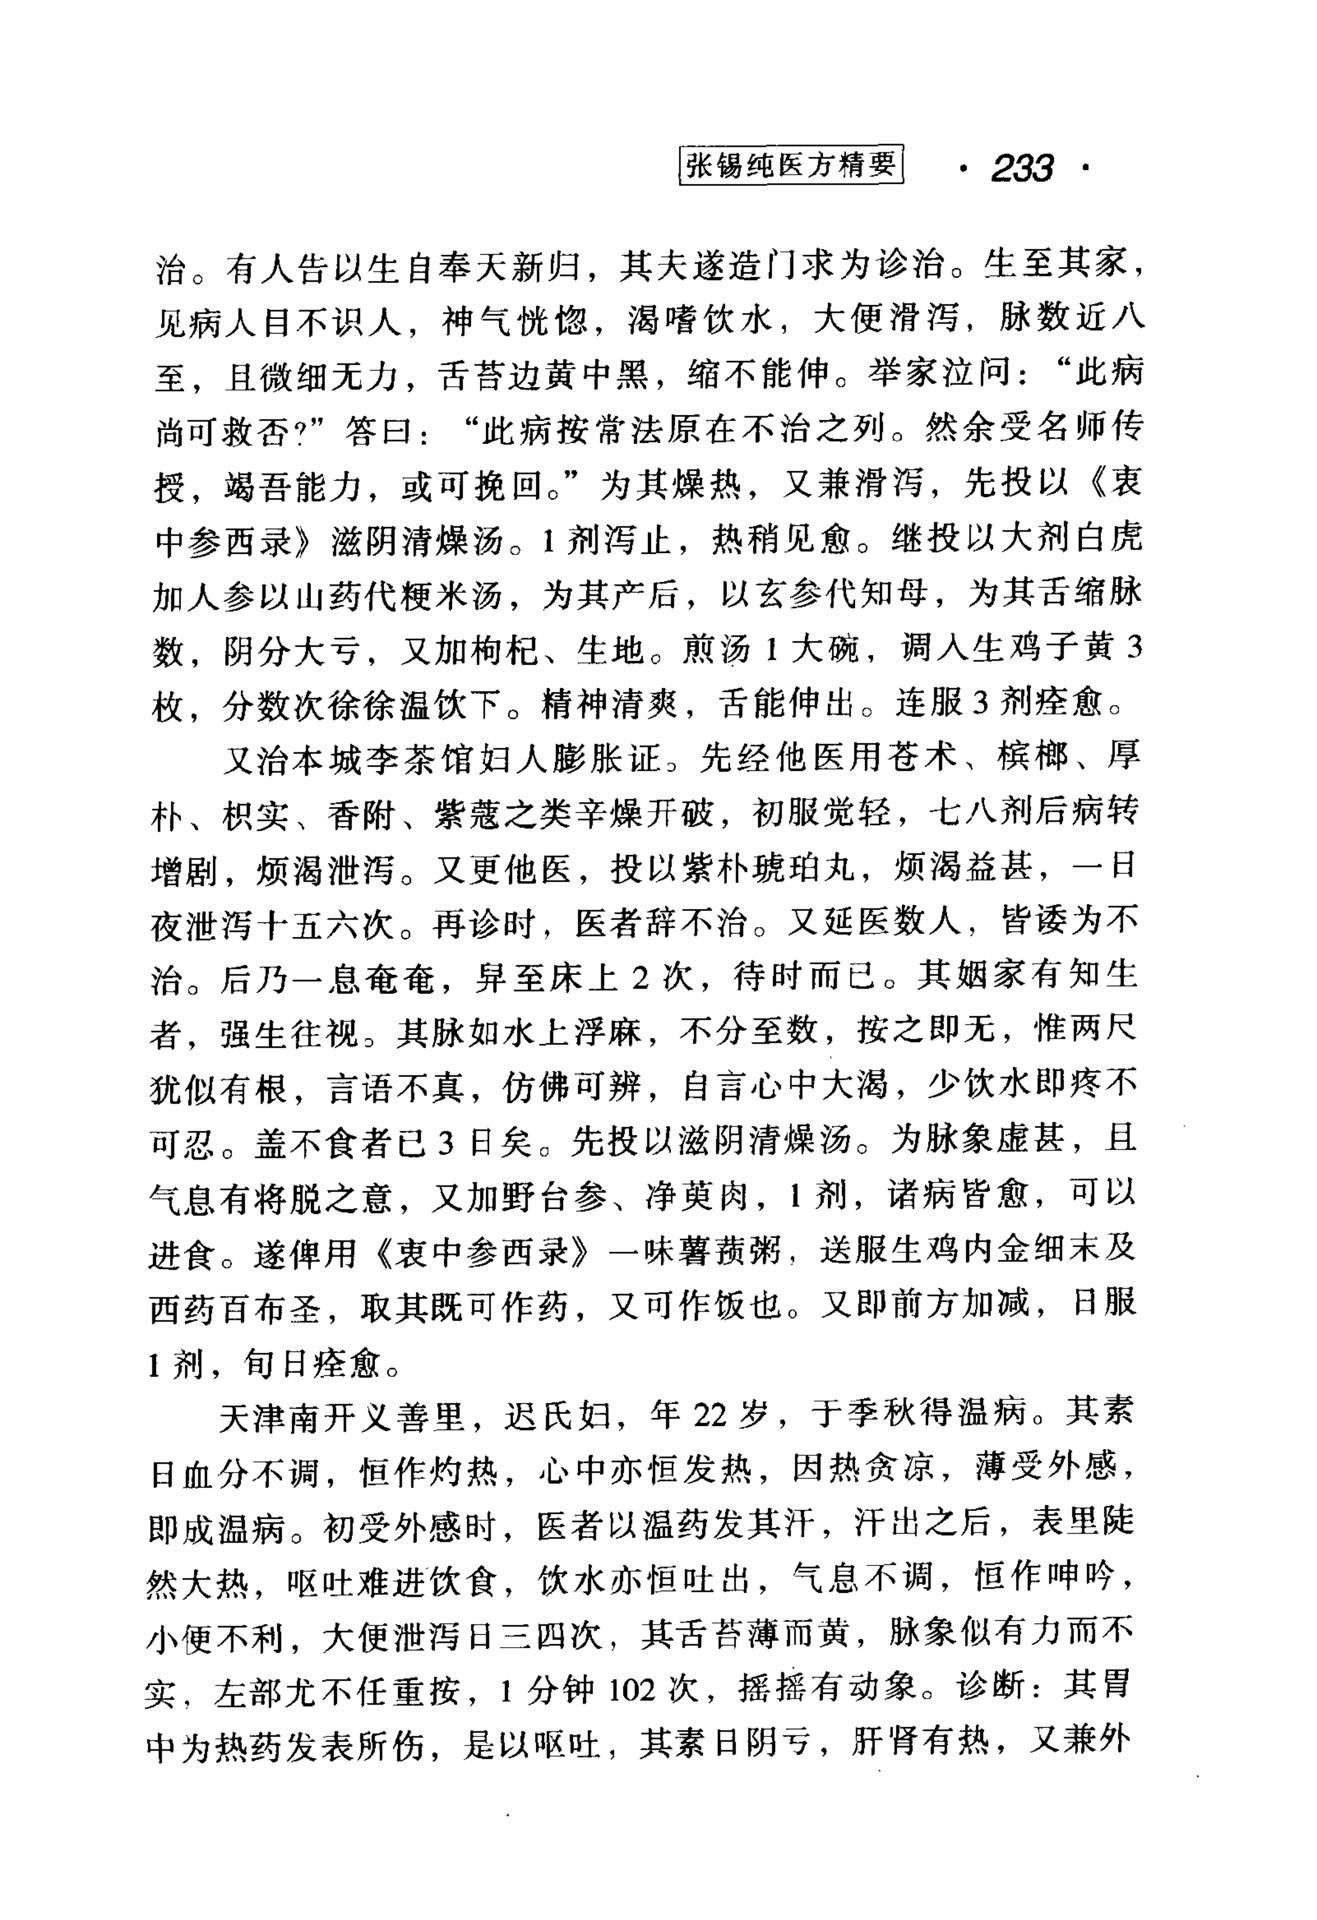 张锡纯医方精要 · 233 ·
治。有人告以生自奉天新归，其夫遂造门求为诊治。生至其家，
见病人目不识人，神气恍惚，渴嗜饮水，大便滑泻，脉数近八
至，且微细无力，舌苔边黄中黑，缩不能伸。举家泣问：“此病
尚可救否?”答曰：“此病按常法原在不治之列。然余受名师传
授，竭吾能力，或可挽回。”为其燥热，又兼滑泻，先投以《衷
中参西录》滋阴清燥汤。1 剂泻止，热稍见愈。继投以大剂白虎
加人参以山药代粳米汤，为其产后，以玄参代知母，为其舌缩脉
数，阴分大亏，又加枸杞、生地。煎汤 1 大碗，调入生鸡子黄 3
枚，分数次徐徐温饮下。精神清爽，舌能伸出。连服 3 剂痊愈。
又治本城李茶馆妇人膨胀证。先经他医用苍术、槟榔、厚
朴、枳实、香附、紫蔻之类辛燥开破，初服觉轻，七八剂后病转
增剧，烦渴泄泻。又更他医，投以紫朴琥珀丸，烦渴益甚，一日
夜泄泻十五六次。再诊时，医者辞不治。又延医数人，皆诿为不
治。后乃一息奄奄，舁至床上 2 次，待时而已。其姻家有知生
者，强生往视。其脉如水上浮麻，不分至数，按之即无，惟两尺
犹似有根，言语不真，仿佛可辨，自言心中大渴，少饮水即疼不
可忍。盖不食者已 3 日矣。先投以滋阴清燥汤。为脉象虚甚，且
气息有将脱之意，又加野台参、净萸肉，1 剂，诸病皆愈，可以
进食。遂俾用《衷中参西录》一味薯蓣粥，送服生鸡内金细末及
西药百布圣，取其既可作药，又可作饭也。又即前方加减，日服
1 剂，旬日痊愈。
天津南开义善里，迟氏妇，年 22 岁，于季秋得温病。其素
日血分不调，恒作灼热，心中亦恒发热，因热贪凉，薄受外感，
即成温病。初受外感时，医者以温药发其汗，汗出之后，表里陡
然大热，呕吐难进饮食，饮水亦恒吐出，气息不调，恒作呻吟，
小便不利，大便泄泻日三四次，其舌苔薄而黄，脉象似有力而不
实，左部尤不任重按，1 分钟 102 次，摇摇有动象。诊断：其胃
中为热药发表所伤，是以呕吐，其素日阴亏，肝肾有热，又兼外